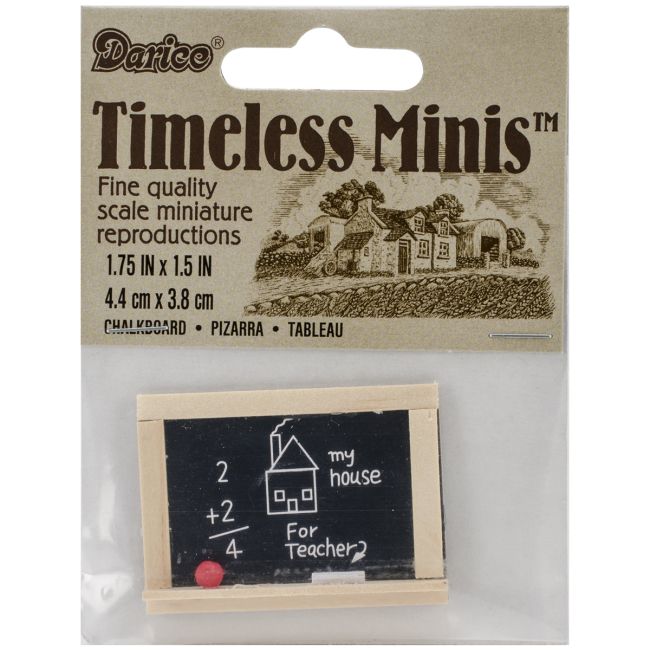 Darice®
Timeless Minis™
Fine quality
scale miniature
reproductions
1.75 IN x 1.5 IN
4.4 cm x 3.8 cm
CHALKBOARD • PIZARRA • TABLEAU
2
+2
4
my
house
For
Teacher